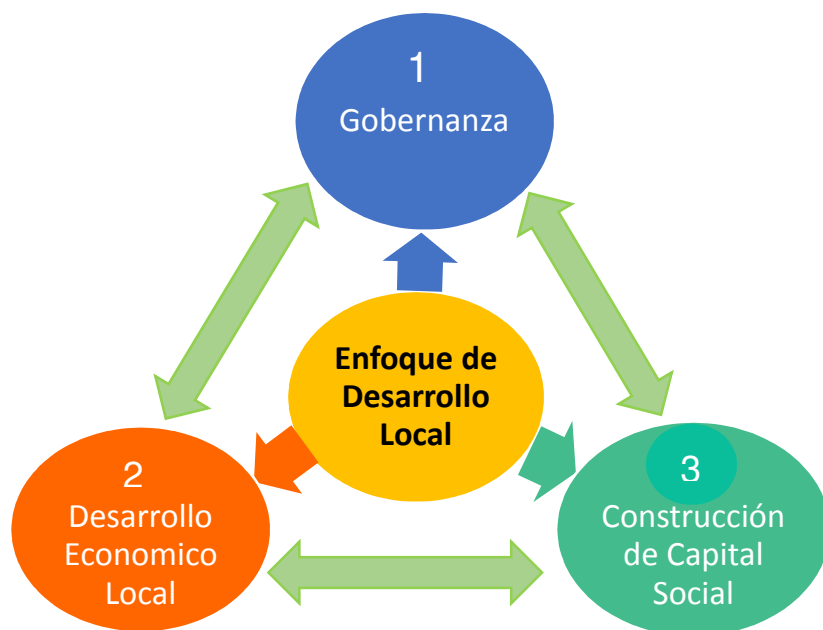 1
Gobernanza
Enfoque de
Desarrollo
Local
2
Desarrollo
Economico
Local
3
Construcción
de Capital
Social